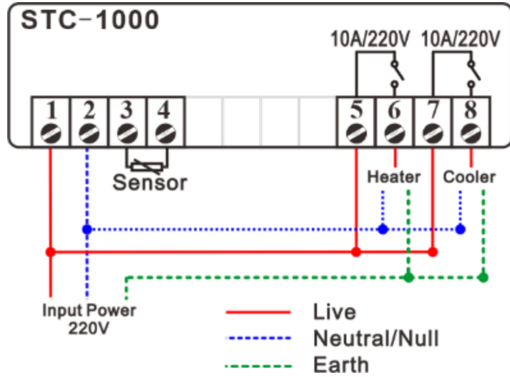 STC-1000
10A/220V 10A/220V
1 2 3 4 5 6 7 8
Sensor Heater Cooler
Input Power
220V
Live
Neutral/Null
Earth